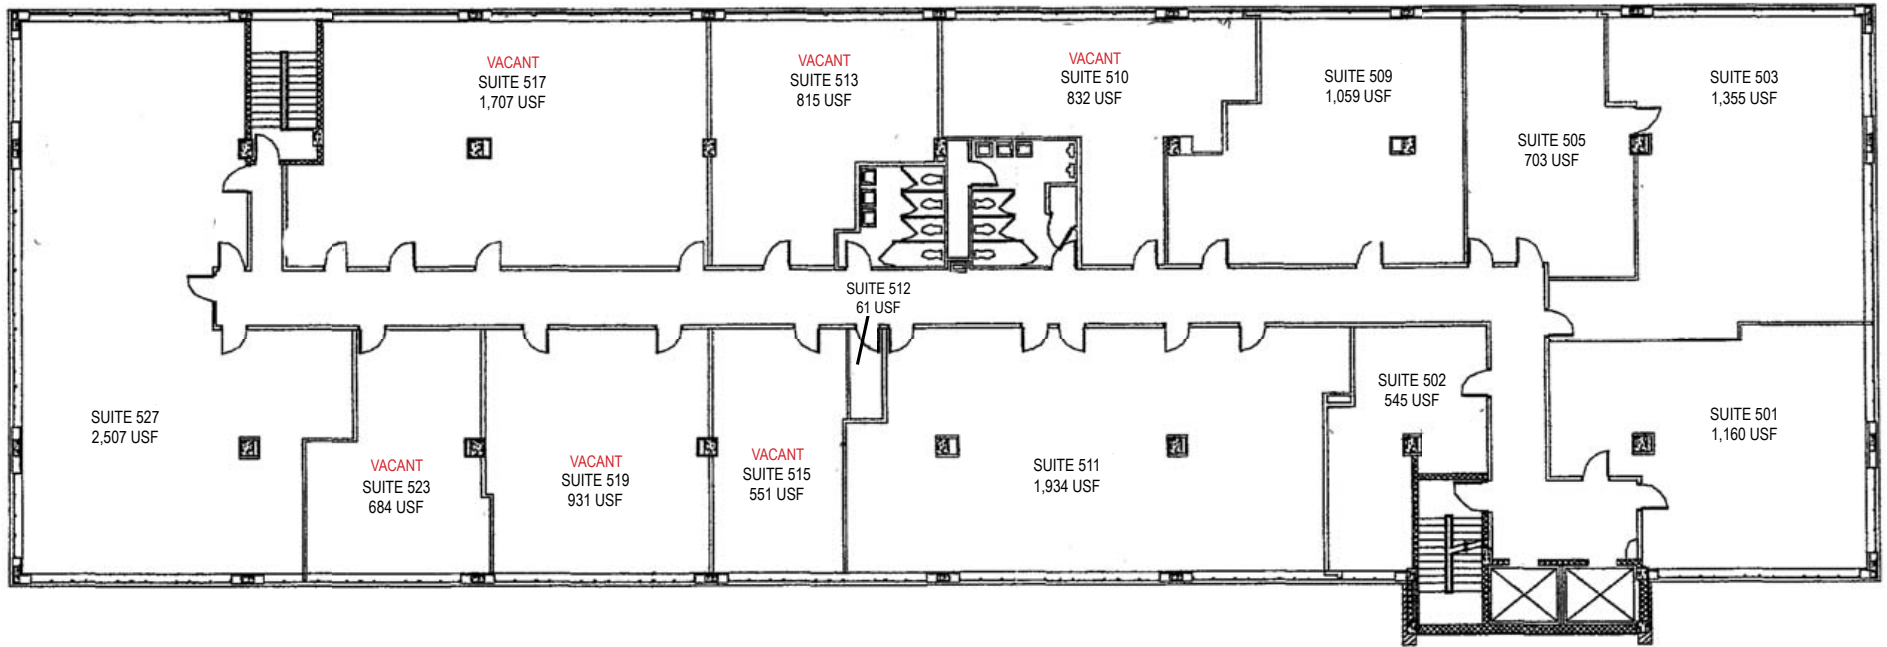 VACANT
SUITE 517
1,707 USF
VACANT
SUITE 513
815 USF
VACANT
SUITE 510
832 USF
SUITE 509
1,059 USF
SUITE 505
703 USF
SUITE 503
1,355 USF
SUITE 512
61 USF
SUITE 527
2,507 USF
VACANT
SUITE 523
684 USF
VACANT
SUITE 519
931 USF
VACANT
SUITE 515
551 USF
SUITE 511
1,934 USF
SUITE 502
545 USF
SUITE 501
1,160 USF